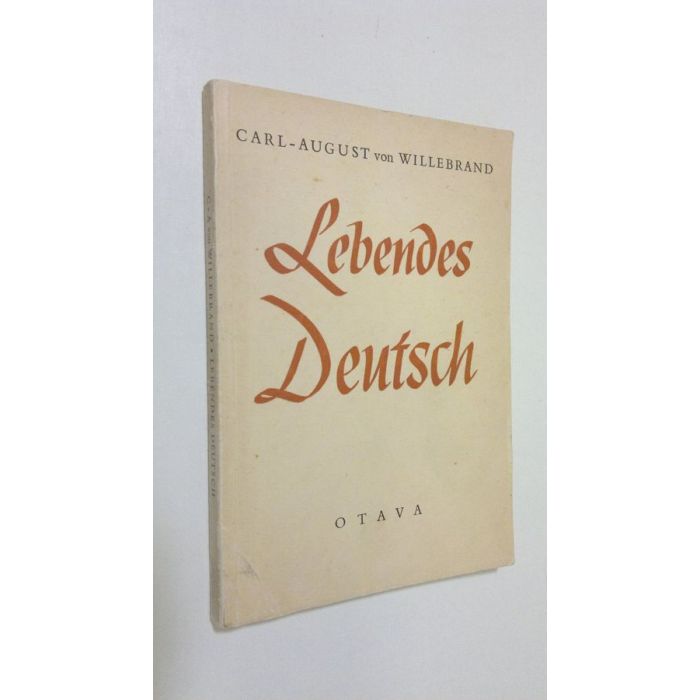 CARL-AUGUST von WILLEBRAND
Lebendes
Deutsch
OTAVA
C.-A. von WILLEBRAND • LEBENDES DEUTSCH